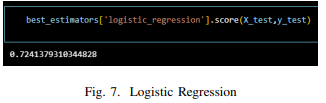 best_estimators['logistic_regression'].score(X_test,y_test)
0.7241379310344828
Fig. 7. Logistic Regression